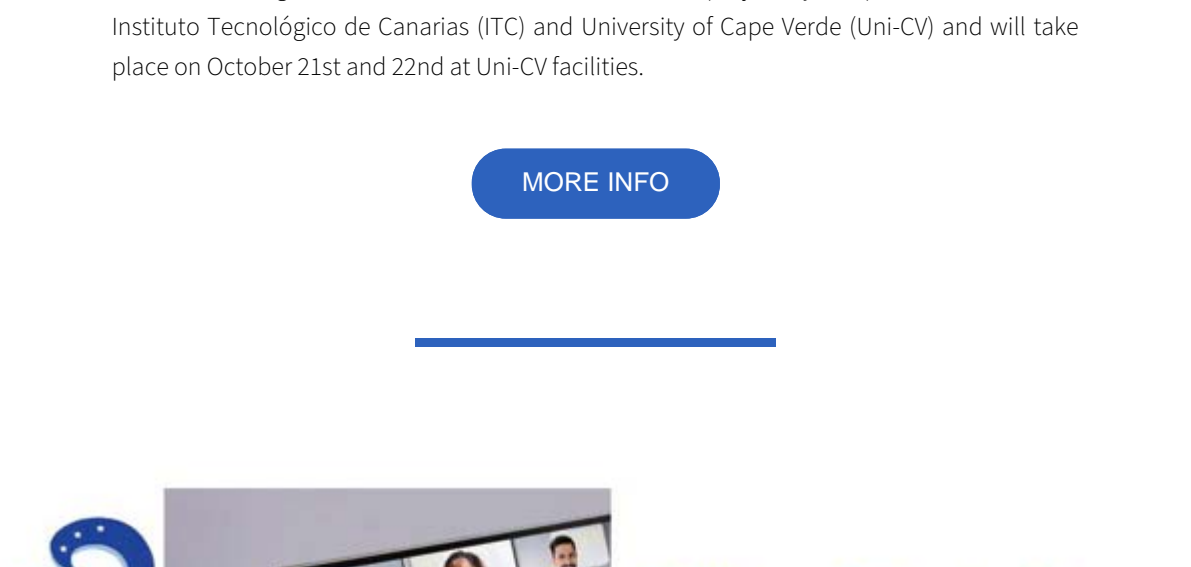 Instituto Tecnológico de Canarias (ITC) and University of Cape Verde (Uni-CV) and will take
place on October 21st and 22nd at Uni-CV facilities.
MORE INFO